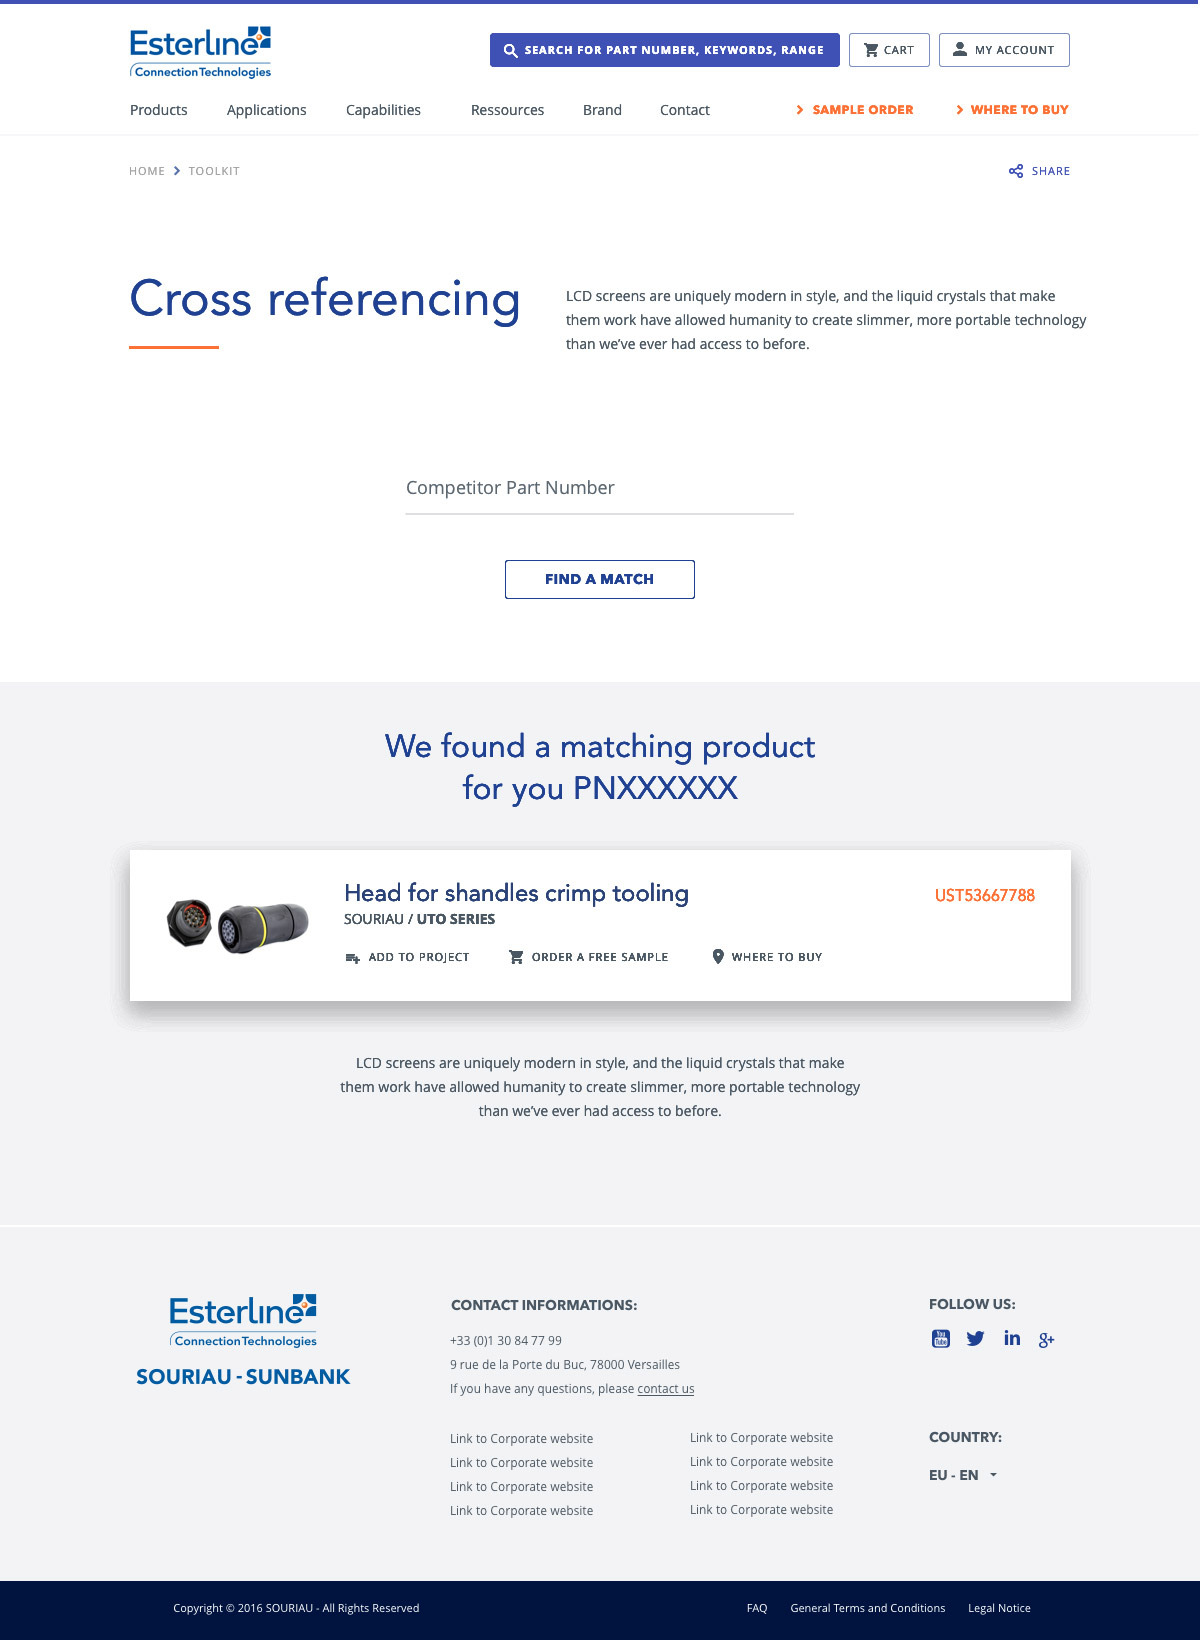 Esterline
Connection Technologies
SEARCH FOR PART NUMBER, KEYWORDS, RANGE
CART
MY ACCOUNT
Products
Applications
Capabilities
Ressources
Brand
Contact
SAMPLE ORDER
WHERE TO BUY
HOME
TOOLKIT
SHARE
Cross referencing
LCD screens are uniquely modern in style, and the liquid crystals that make
them work have allowed humanity to create slimmer, more portable technology
than we've ever had access to before.
Competitor Part Number
FIND A MATCH
We found a matching product
for you PNXXXXXX
Head for shandles crimp tooling
UST53667788
SOURIAU / UTO SERIES
ADD TO PROJECT
ORDER A FREE SAMPLE
WHERE TO BUY
LCD screens are uniquely modern in style, and the liquid crystals that make
them work have allowed humanity to create slimmer, more portable technology
than we've ever had access to before.
Esterline
Connection Technologies
SOURIAU - SUNBANK
CONTACT INFORMATIONS:
+33 (0)1 30 84 77 99
9 rue de la Porte du Buc, 78000 Versailles
If you have any questions, please contact us
Link to Corporate website
Link to Corporate website
Link to Corporate website
Link to Corporate website
Link to Corporate website
Link to Corporate website
Link to Corporate website
Link to Corporate website
FOLLOW US:
You
Tube
in
g+
COUNTRY:
EU - EN
Copyright © 2016 SOURIAU - All Rights Reserved
FAQ
General Terms and Conditions
Legal Notice